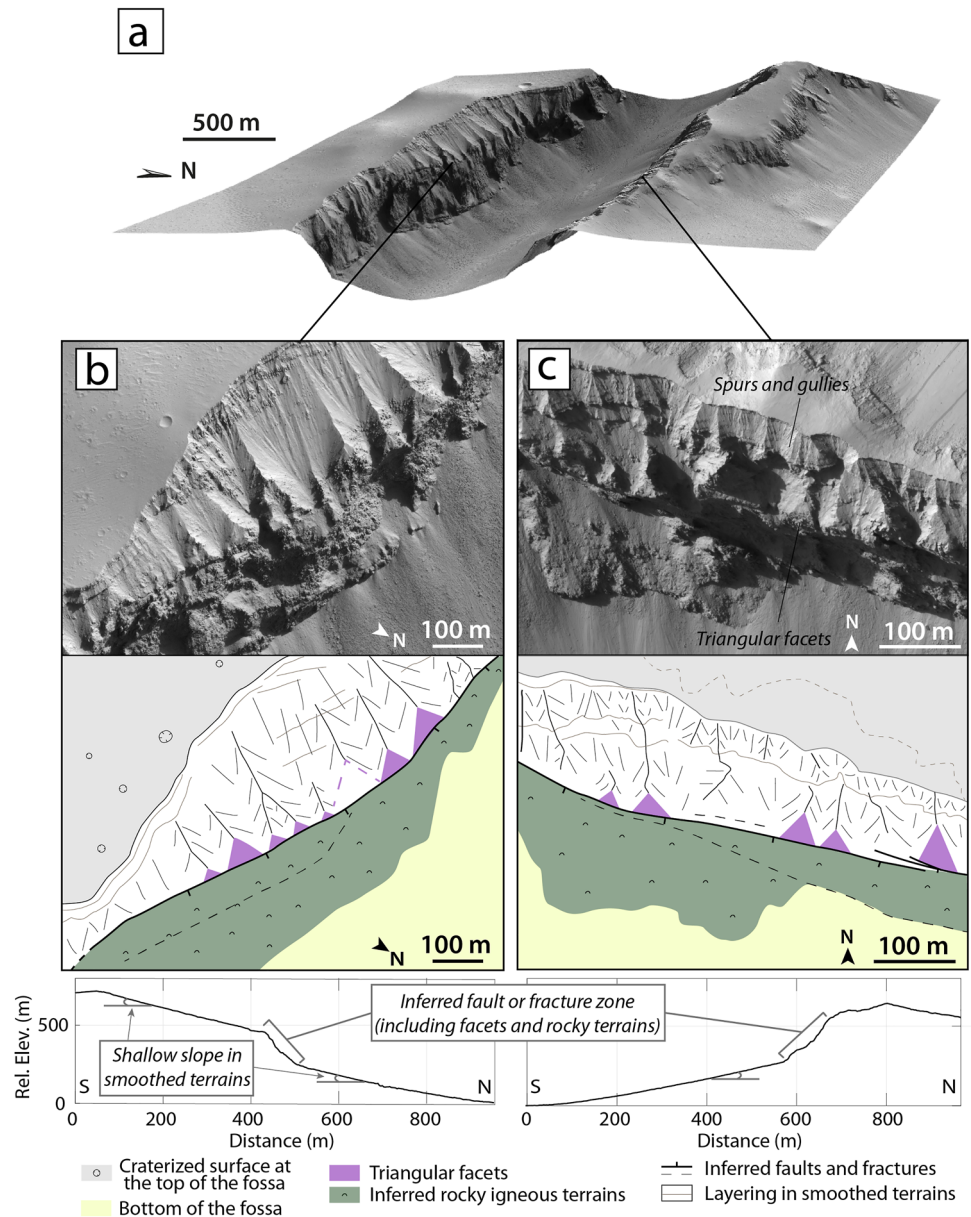 a
500 m
N
b
N
100 m
c
Spurs and gullies
Triangular facets
N
100 m
N
100 m
N
100 m
Rel. Elev. (m)
500
0
Shallow slope in
smoothed terrains
Inferred fault or fracture zone
(including facets and rocky terrains)
S
N
0
200
400
600
800
Distance (m)
S
N
0
200
400
600
800
Distance (m)
Craterized surface at
the top of the fossa
Bottom of the fossa
Triangular facets
Inferred rocky igneous terrains
Inferred faults and fractures
Layering in smoothed terrains